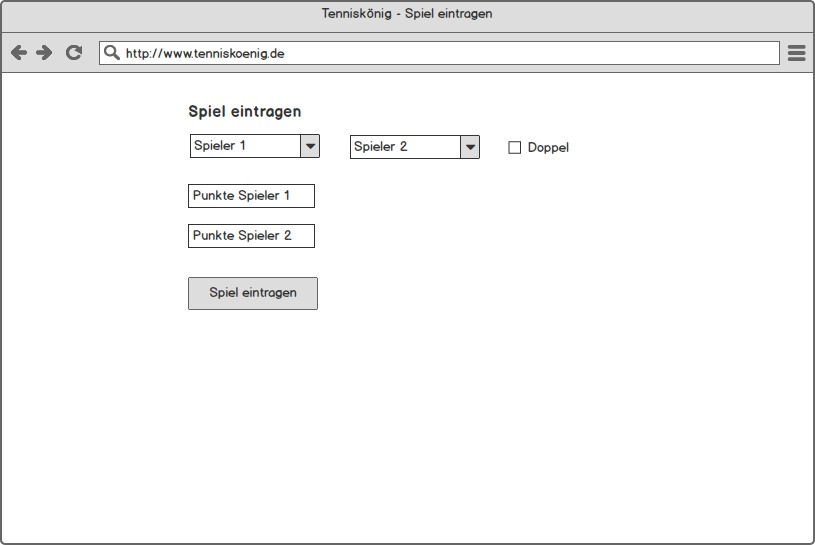 Tenniskönig - Spiel eintragen
http://www.tenniskoenig.de
Spiel eintragen
Spieler 1 Spieler 2 Doppel
Punkte Spieler 1
Punkte Spieler 2
Spiel eintragen